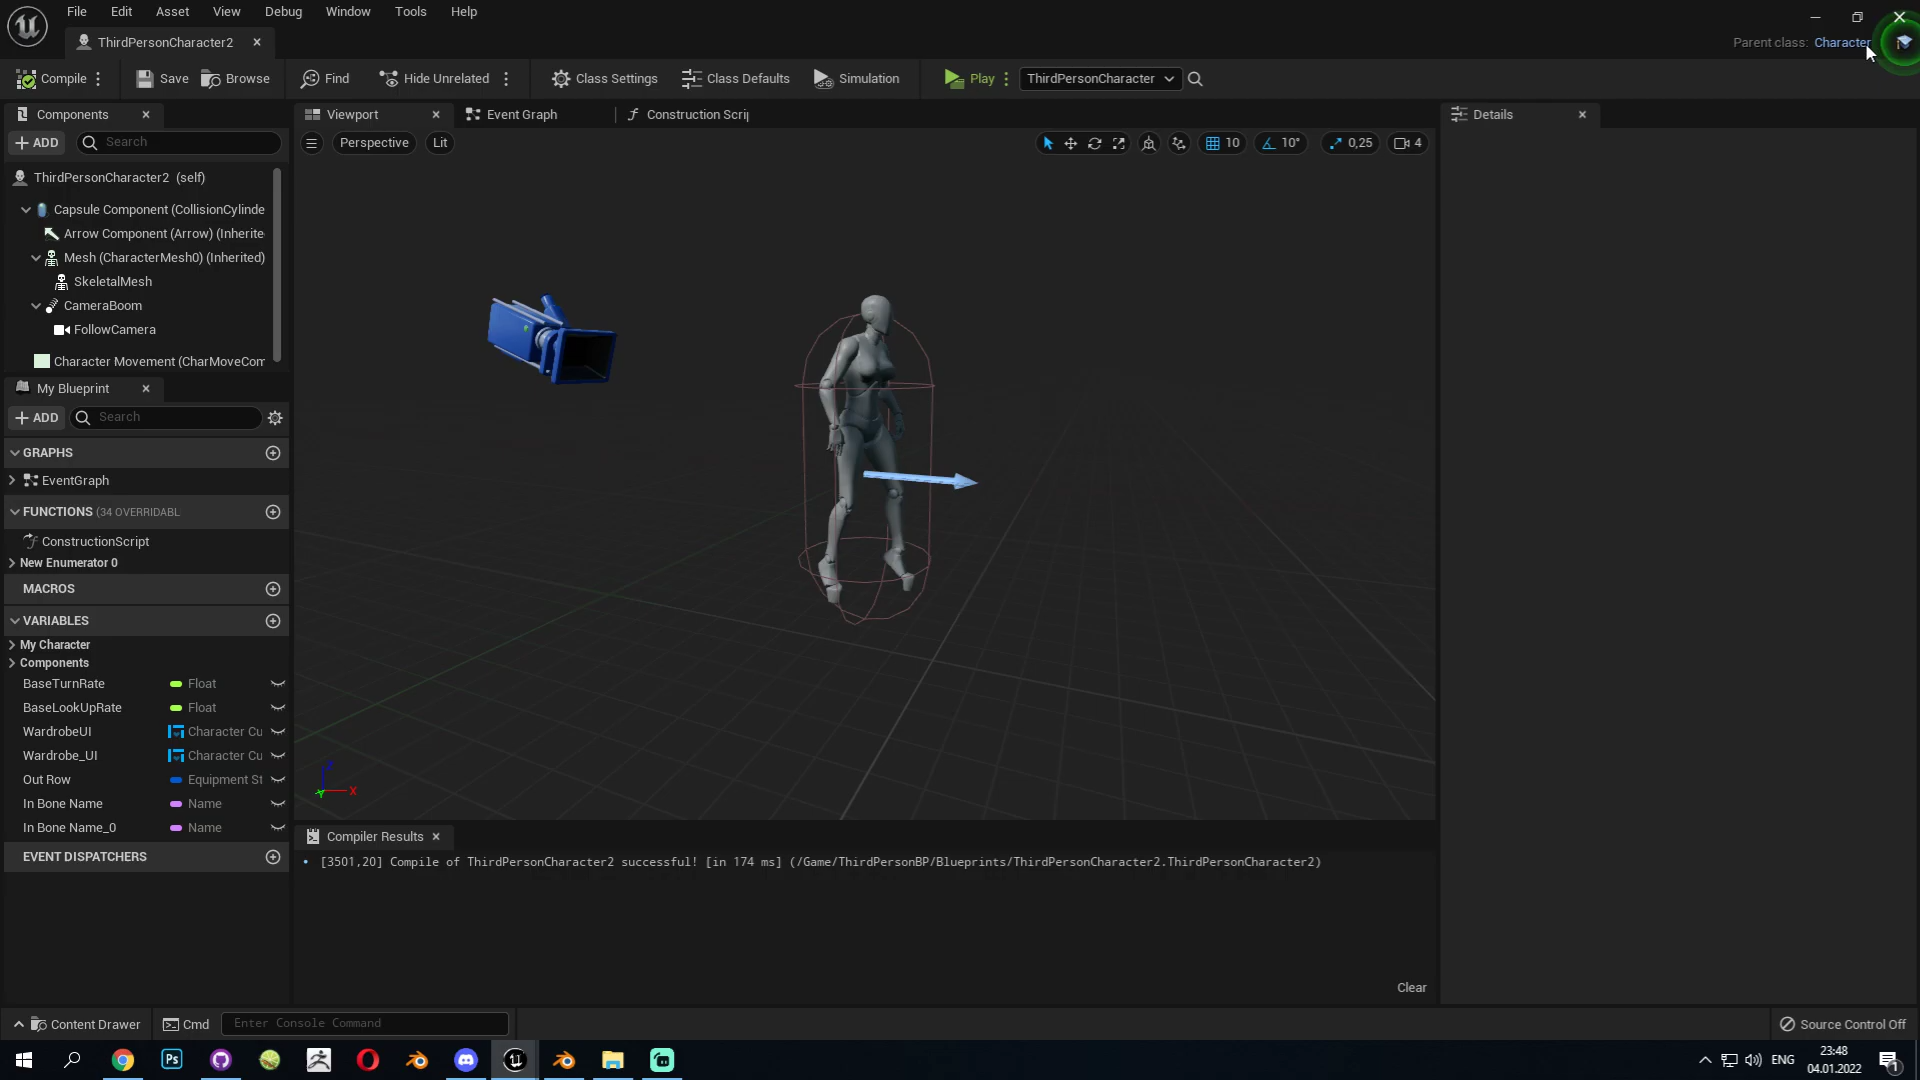 File Edit Asset View Debug Window Tools Help
ThirdPersonCharacter2
Parent class: Character
Compile Save Browse Find Hide Unrelated Class Settings Class Defaults Simulation Play ThirdPersonCharacter
Components
Viewport
Event Graph
Construction Scrip
Details
ADD
Search
Perspective
Lit
10
10°
0,25
4
ThirdPersonCharacter2 (self)
Capsule Component (CollisionCylinde
Arrow Component (Arrow) (Inherite
Mesh (CharacterMesh0) (Inherited)
SkeletalMesh
CameraBoom
FollowCamera
Character Movement (CharMoveCom
My Blueprint
ADD
Search
GRAPHS
EventGraph
FUNCTIONS (34 OVERRIDABL
ConstructionScript
New Enumerator 0
MACROS
VARIABLES
My Character
Components
BaseTurnRate Float
BaseLookUpRate Float
WardrobeUI Character Cu
Wardrobe_UI Character Cu
Out Row Equipment St
In Bone Name Name
In Bone Name_0 Name
EVENT DISPATCHERS
Z
Y
X
Compiler Results
[3501,20] Compile of ThirdPersonCharacter2 successful! [in 174 ms] (/Game/ThirdPersonBP/Blueprints/ThirdPersonCharacter2.ThirdPersonCharacter2)
Clear
Content Drawer
Cmd
Enter Console Command
Source Control Off
Ps
ENG
23:48
04.01.2022
1